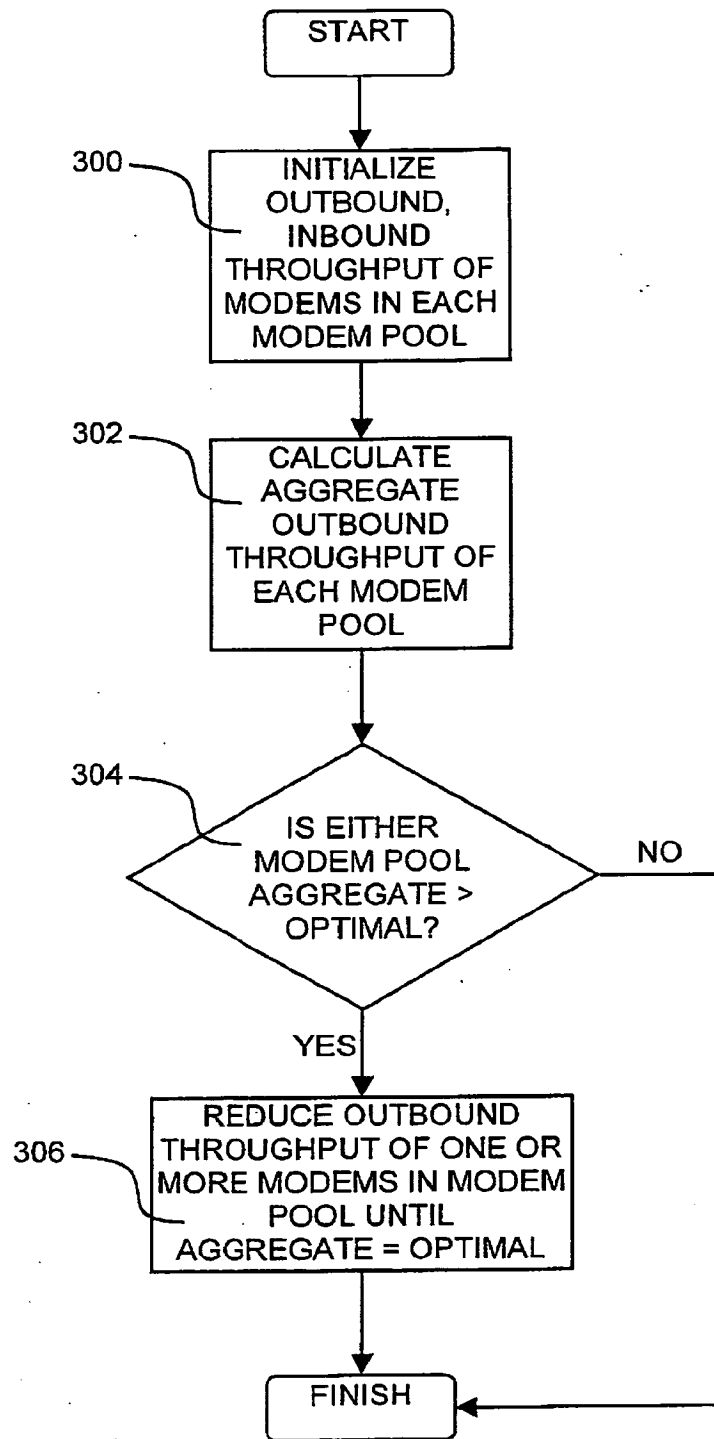 START
300
INITIALIZE
OUTBOUND,
INBOUND
THROUGHPUT OF
MODEMS IN EACH
MODEM POOL
302
CALCULATE
AGGREGATE
OUTBOUND
THROUGHPUT OF
EACH MODEM
POOL
304
IS EITHER
MODEM POOL
AGGREGATE >
OPTIMAL?
NO
YES
306
REDUCE OUTBOUND
THROUGHPUT OF ONE OR
MORE MODEMS IN MODEM
POOL UNTIL
AGGREGATE = OPTIMAL
FINISH